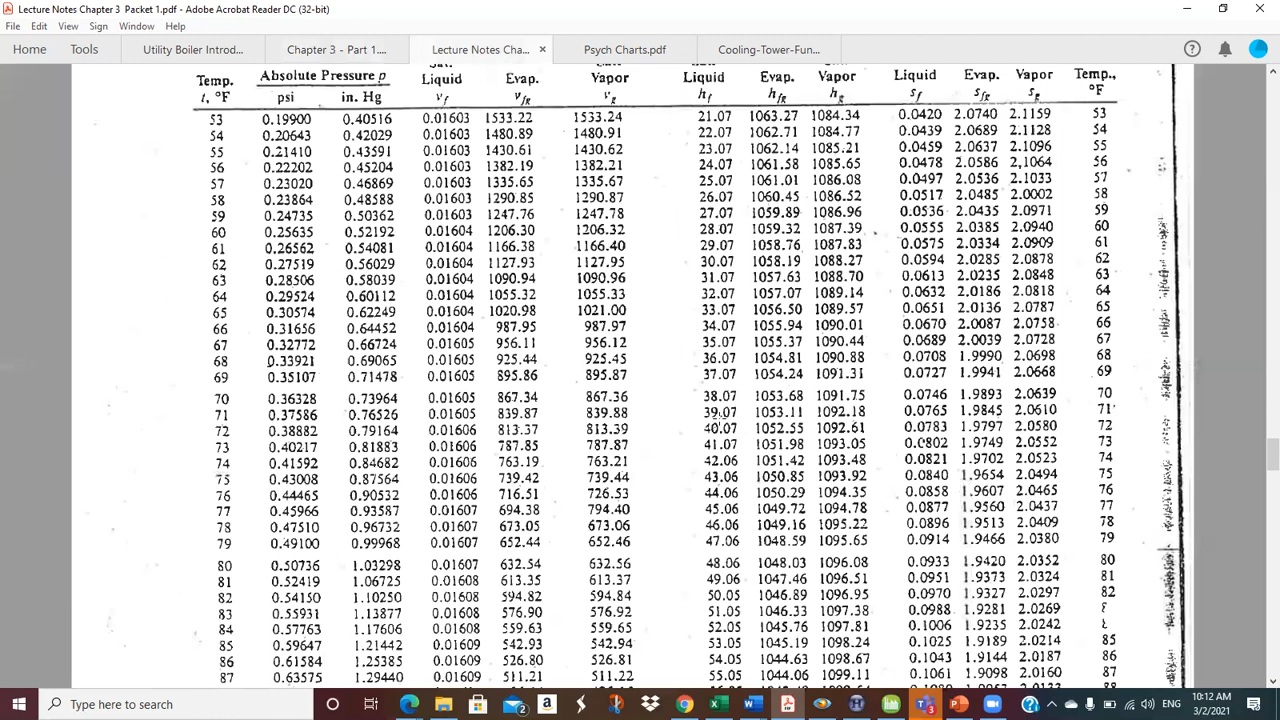 Lecture Notes Chapter 3 Packet 1.pdf - Adobe Acrobat Reader DC (32-bit)
File Edit View Sign Window Help
Home Tools Utility Boiler Introd... Chapter 3 - Part 1.... Lecture Notes Cha... × Psych Charts.pdf Cooling-Tower-Fun...
Temp. Absolute Pressure p Liquid Evap. Vapor Liquid Evap. Vapor Liquid Evap. Vapor Temp.,
t, °F psi in. Hg vf vfg vg hf hfg hg sf sfg sg °F
53 0.19900 0.40516 0.01603 1533.22 1533.24 21.07 1063.27 1084.34 0.0420 2.0740 2.1159 53
54 0.20643 0.42029 0.01603 1480.89 1480.91 22.07 1062.71 1084.77 0.0439 2.0689 2.1128 54
55 0.21410 0.43591 0.01603 1430.61 1430.62 23.07 1062.14 1085.21 0.0459 2.0637 2.1096 55
56 0.22202 0.45204 0.01603 1382.19 1382.21 24.07 1061.58 1085.65 0.0478 2.0586 2,1064 56
57 0.23020 0.46869 0.01603 1335.65 1335.67 25.07 1061.01 1086.08 0.0497 2.0536 2.1033 57
58 0.23864 0.48588 0.01603 1290.85 1290.87 26.07 1060.45 1086.52 0.0517 2.0485 2.0002 58
59 0.24735 0.50362 0.01603 1247.76 1247.78 27.07 1059.89 1086.96 0.0536 2.0435 2.0971 59
60 0.25635 0.52192 0.01604 1206.30 1206.32 28.07 1059.32 1087.39 0.0555 2.0385 2.0940 60
61 0.26562 0.54081 0.01604 1166.38 1166.40 29.07 1058.76 1087.83 0.0575 2.0334 2.0909 61
62 0.27519 0.56029 0.01604 1127.93 1127.95 30.07 1058.19 1088.27 0.0594 2.0285 2.0878 62
63 0.28506 0.58039 0.01604 1090.94 1090.96 31.07 1057.63 1088.70 0.0613 2.0235 2.0848 63
64 0.29524 0.60112 0.01604 1055.32 1055.33 32.07 1057.07 1089.14 0.0632 2.0186 2.0818 64
65 0.30574 0.62249 0.01604 1020.98 1021.00 33.07 1056.50 1089.57 0.0651 2.0136 2.0787 65
66 0.31656 0.64452 0.01604 987.95 987.97 34.07 1055.94 1090.01 0.0670 2.0087 2.0758 66
67 0.32772 0.66724 0.01605 956.11 956.12 35.07 1055.37 1090.44 0.0689 2.0039 2.0728 67
68 0.33921 0.69065 0.01605 925.44 925.45 36.07 1054.81 1090.88 0.0708 1.9990 2.0698 68
69 0.35107 0.71478 0.01605 895.86 895.87 37.07 1054.24 1091.31 0.0727 1.9941 2.0668 69
70 0.36328 0.73964 0.01605 867.34 867.36 38.07 1053.68 1091.75 0.0746 1.9893 2.0639 70
71 0.37586 0.76526 0.01605 839.87 839.88 39.07 1053.11 1092.18 0.0765 1.9845 2.0610 71
72 0.38882 0.79164 0.01606 813.37 813.39 40.07 1052.55 1092.61 0.0783 1.9797 2.0580 72
73 0.40217 0.81883 0.01606 787.85 787.87 41.07 1051.98 1093.05 0.0802 1.9749 2.0552 73
74 0.41592 0.84682 0.01606 763.19 763.21 42.06 1051.42 1093.48 0.0821 1.9702 2.0523 74
75 0.43008 0.87564 0.01606 739.42 739.44 43.06 1050.85 1093.92 0.0840 1.9654 2.0494 75
76 0.44465 0.90532 0.01606 716.51 726.53 44.06 1050.29 1094.35 0.0858 1.9607 2.0465 76
77 0.45966 0.93587 0.01607 694.38 794.40 45.06 1049.72 1094.78 0.0877 1.9560 2.0437 77
78 0.47510 0.96732 0.01607 673.05 673.06 46.06 1049.16 1095.22 0.0896 1.9513 2.0409 78
79 0.49100 0.99968 0.01607 652.44 652.46 47.06 1048.59 1095.65 0.0914 1.9466 2.0380 79
80 0.50736 1.03298 0.01607 632.54 632.56 48.06 1048.03 1096.08 0.0933 1.9420 2.0352 80
81 0.52419 1.06725 0.01608 613.35 613.37 49.06 1047.46 1096.51 0.0951 1.9373 2.0324 81
82 0.54150 1.10250 0.01608 594.82 594.84 50.05 1046.89 1096.95 0.0970 1.9327 2.0297 82
83 0.55931 1.13877 0.01608 576.90 576.92 51.05 1046.33 1097.38 0.0988 1.9281 2.0269
84 0.57763 1.17606 0.01608 559.63 559.65 52.05 1045.76 1097.81 0.1006 1.9235 2.0242
85 0.59647 1.21442 0.01608 542.93 542.94 53.05 1045.19 1098.24 0.1025 1.9189 2.0214 85
86 0.61584 1.25385 0.01609 526.80 526.81 54.05 1044.63 1098.67 0.1043 1.9144 2.0187 86
87 0.63575 1.29440 0.01609 511.21 511.22 55.05 1044.06 1099.11 0.1061 1.9098 2.0160 87
Type here to search
ENG
10:12 AM
3/2/2021